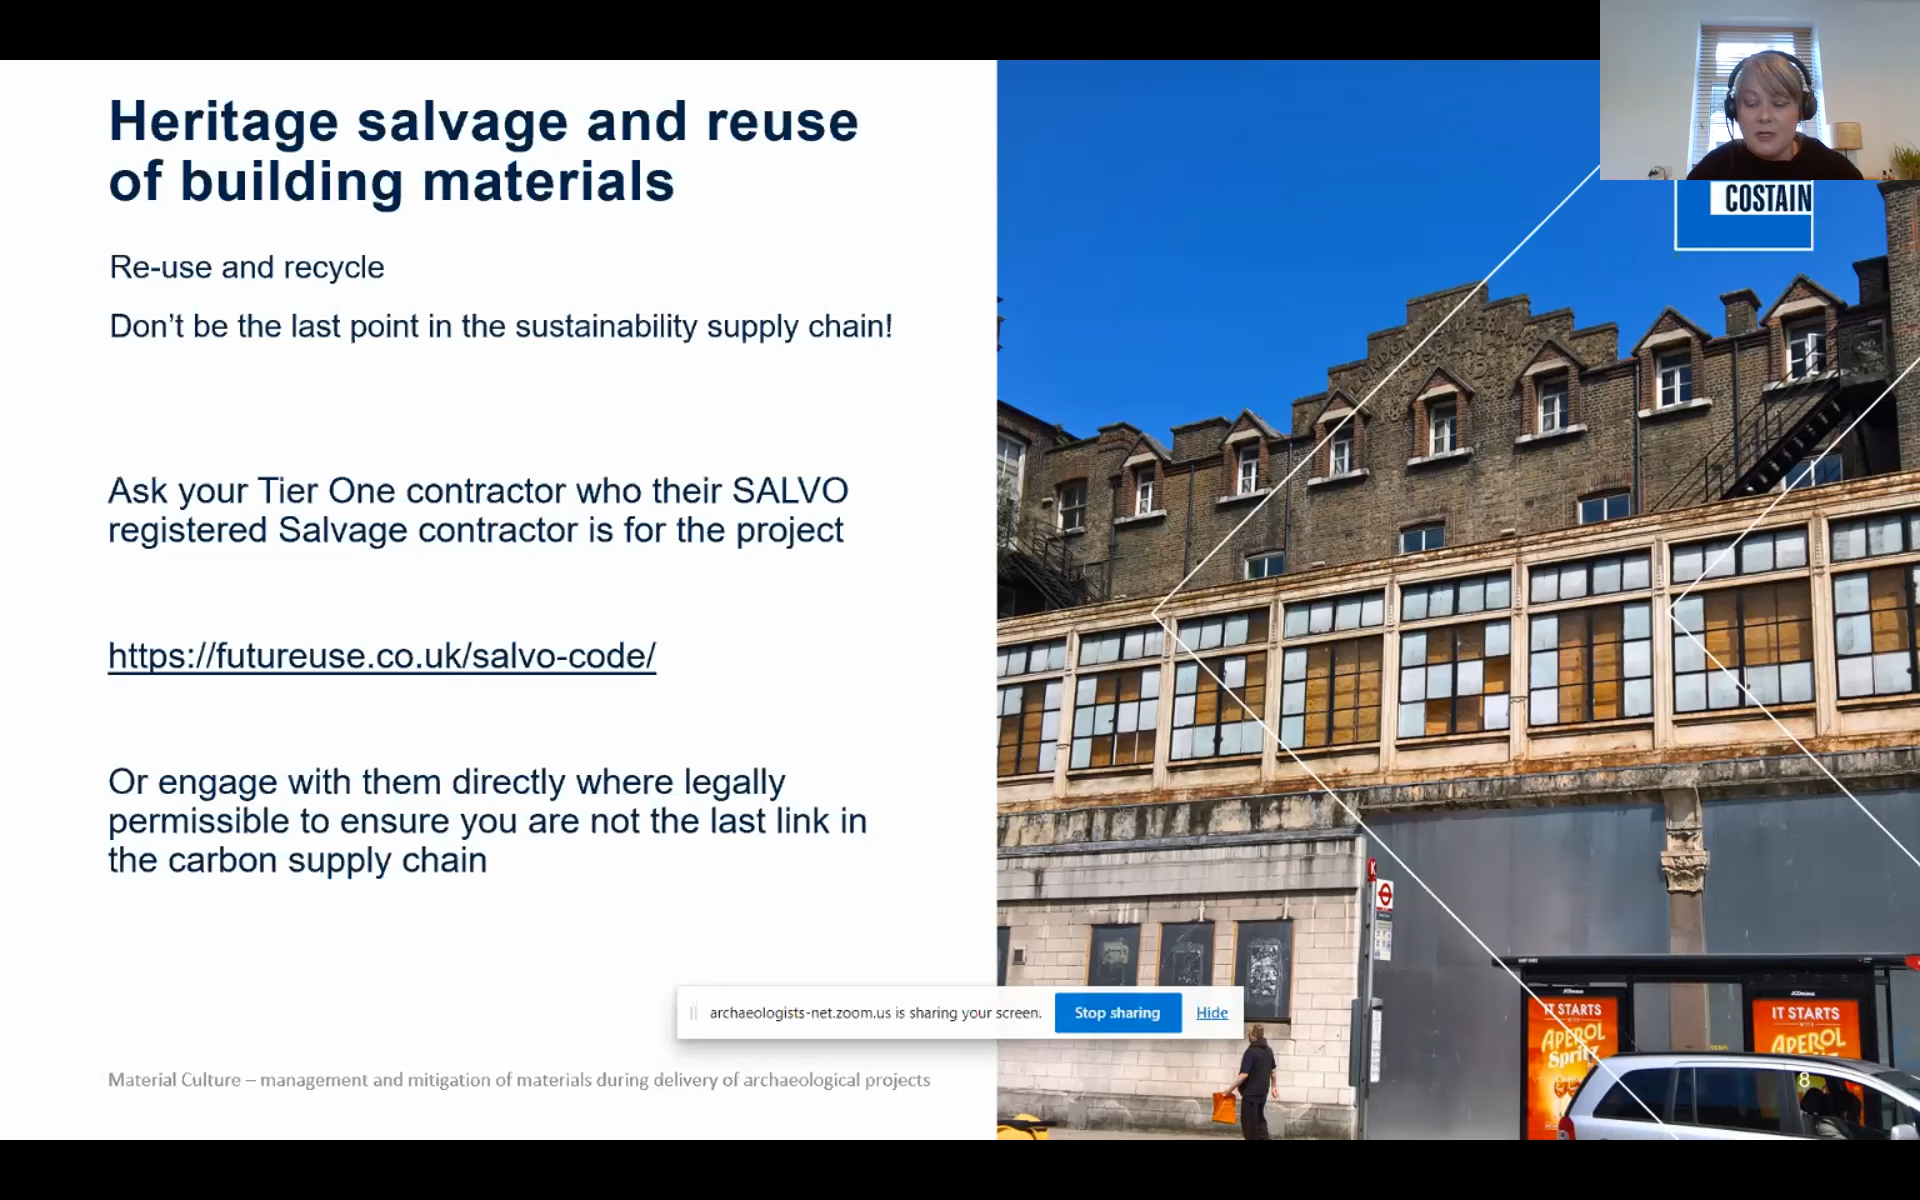 Heritage salvage and reuse
of building materials
Re-use and recycle
Don’t be the last point in the sustainability supply chain!
Ask your Tier One contractor who their SALVO
registered Salvage contractor is for the project
https://futureuse.co.uk/salvo-code/
Or engage with them directly where legally
permissible to ensure you are not the last link in
the carbon supply chain
Material Culture – management and mitigation of materials during delivery of archaeological projects
COSTAIN
archaeologists-net.zoom.us is sharing your screen.
Stop sharing
Hide
K
IT STARTS
WITH
APEROL
Spritz
IT STARTS
WITH
APEROL
8